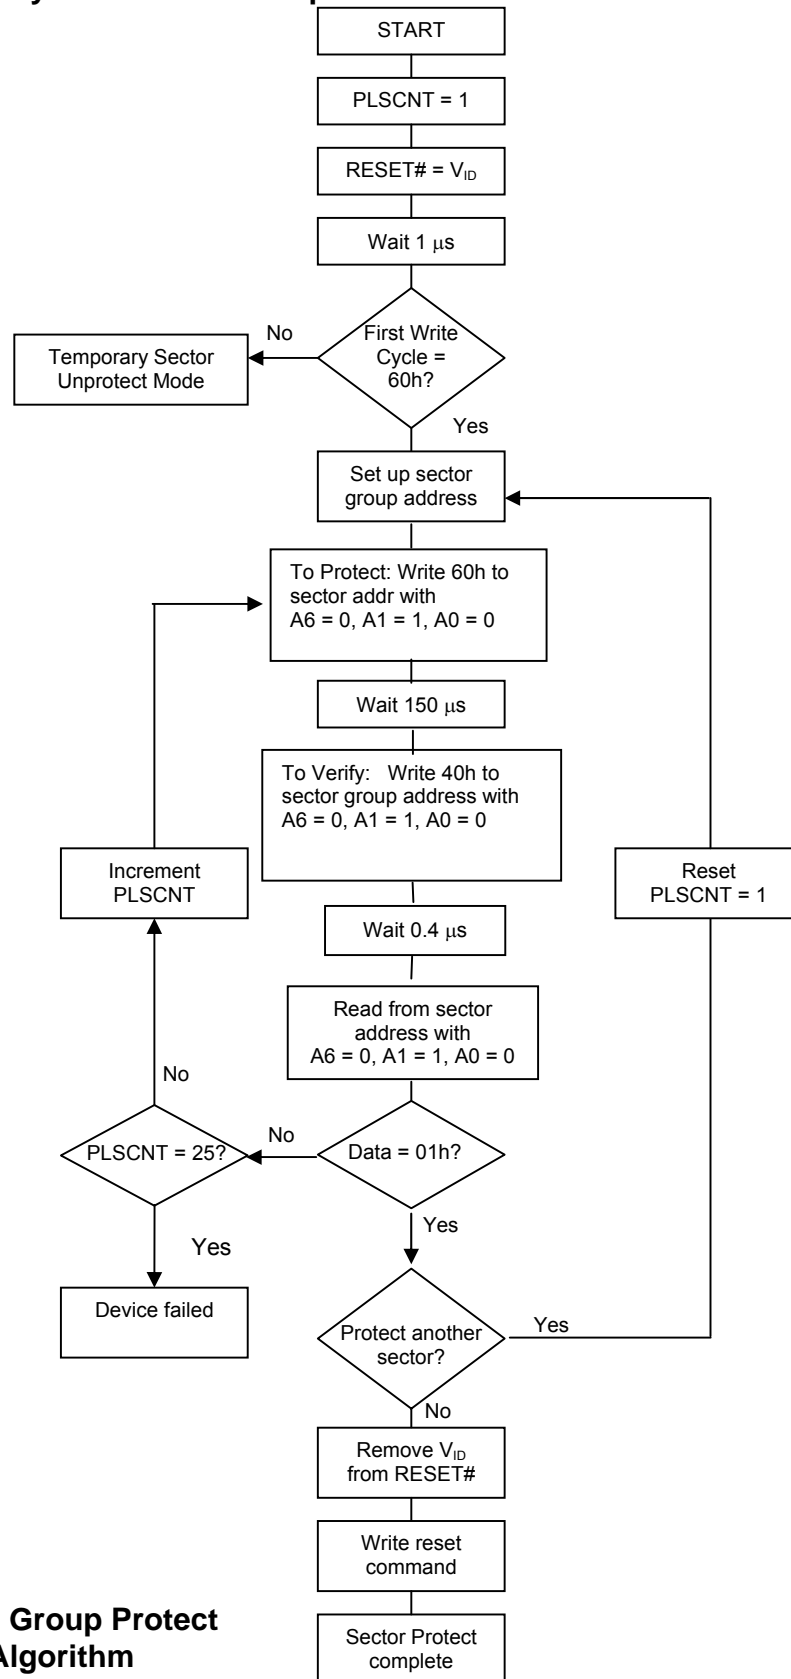 START
PLSCNT = 1
RESET# = VID
Wait 1 μs
First Write
Cycle =
60h?
No
Temporary Sector
Unprotect Mode
Yes
Set up sector
group address
To Protect: Write 60h to
sector addr with
A6 = 0, A1 = 1, A0 = 0
Wait 150 μs
To Verify: Write 40h to
sector group address with
A6 = 0, A1 = 1, A0 = 0
Increment
PLSCNT
Reset
PLSCNT = 1
Wait 0.4 μs
Read from sector
address with
A6 = 0, A1 = 1, A0 = 0
No
PLSCNT = 25?
No
Data = 01h?
Yes
Yes
Device failed
Protect another
sector?
Yes
No
Remove VID
from RESET#
Write reset
command
Group Protect
Algorithm
Sector Protect
complete